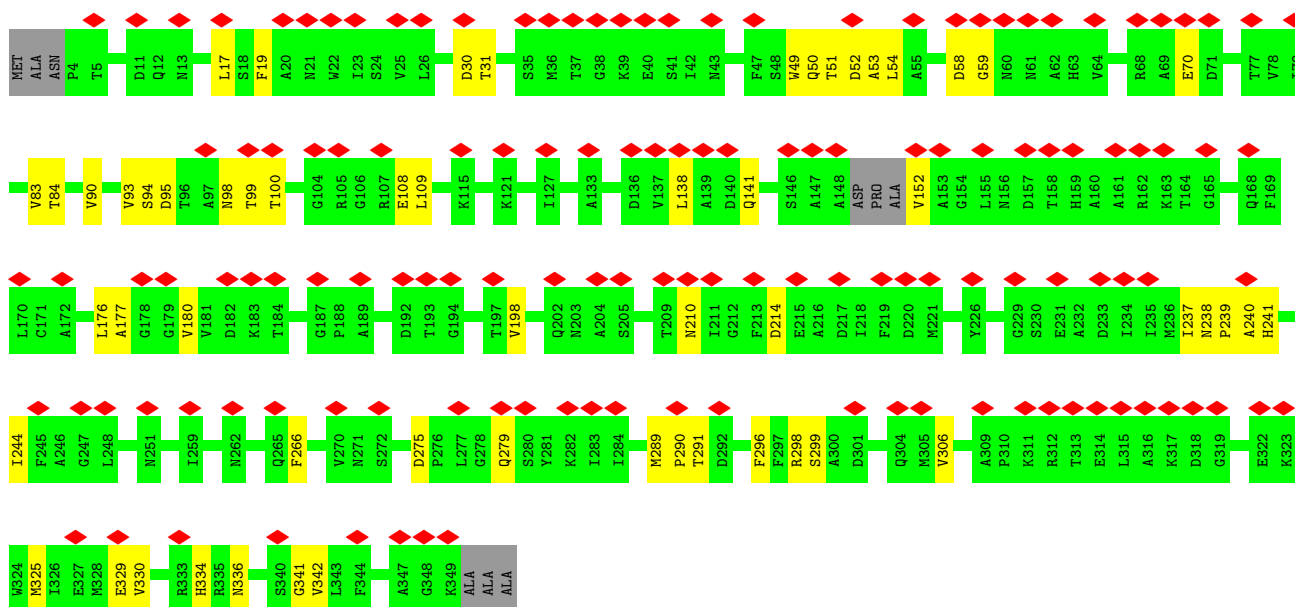 MET ALA ASN P4 T5 D11 Q12 N13 L17 S18 F19 A20 N21 W22 I23 S24 V25 L26 D30 T31 S35 M36 T37 G38 K39 E40 S41 I42 N43 F47 S48 W49 Q50 T51 D52 A53 L54 A55 D58 G59 N60 N61 A62 H63 V64 R68 A69 E70 D71 T77 V78
V83 T84 V90 V93 S94 D95 T96 A97 N98 T99 T100 G104 R105 G106 R107 E108 L109 K115 K121 I127 A133 D136 V137 L138 A139 D140 Q141 S146 A147 A148 ASP PRO ALA V152 A153 G154 L155 N156 D157 T158 H159 A160 A161 R162 K163 T164 G165 Q168 F169
L170 C171 A172 L176 A177 G178 G179 V180 V181 D182 K183 T184 G187 P188 A189 D192 T193 G194 T197 V198 Q202 N203 A204 S205 T209 N210 I211 G212 F213 D214 E215 A216 D217 I218 F219 D220 M221 Y226 G229 S230 E231 A232 D233 I234 I235 M236 I237 N238 P239 A240 H241
I244 F245 A246 G247 L248 N251 I259 N262 Q265 F266 V270 N271 S272 D275 P276 L277 G278 Q279 S280 Y281 K282 I283 I284 M289 P290 T291 D292 F296 F297 R298 S299 A300 D301 Q304 M305 V306 A309 P310 K311 R312 T313 E314 L315 A316 K317 D318 G319 E322 K323
W324 M325 I326 E327 M328 E329 V330 R333 H334 R335 N336 S340 G341 V342 L343 F344 A347 G348 K349 ALA ALA ALA